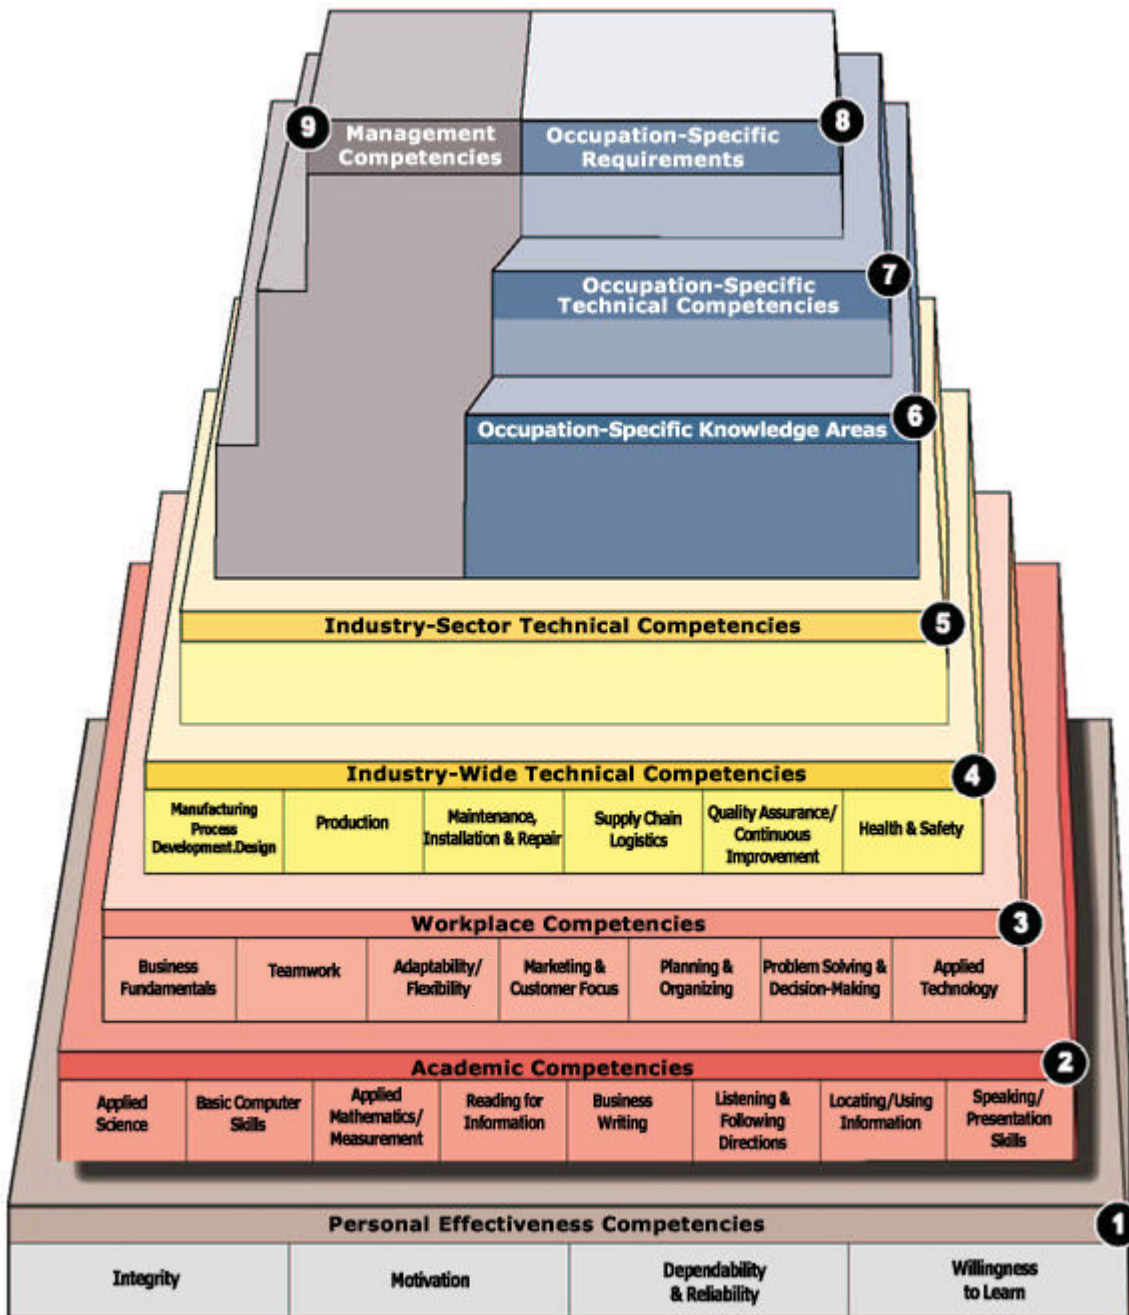 9
Management
Competencies
Occupation-Specific
Requirements
8
Occupation-Specific
Technical Competencies
7
Occupation-Specific Knowledge Areas
6
Industry-Sector Technical Competencies
5
Industry-Wide Technical Competencies
4
Manufacturing
Process
Development.Design
Production
Maintenance,
Installation & Repair
Supply Chain
Logistics
Quality Assurance/
Continuous
Improvement
Health & Safety
Workplace Competencies
3
Business
Fundamentals
Teamwork
Adaptability/
Flexibility
Marketing &
Customer Focus
Planning &
Organizing
Problem Solving &
Decision-Making
Applied
Technology
Academic Competencies
2
Applied
Science
Basic Computer
Skills
Applied
Mathematics/
Measurement
Reading for
Information
Business
Writing
Listening &
Following
Directions
Locating/Using
Information
Speaking/
Presentation
Skills
Personal Effectiveness Competencies
1
Integrity
Motivation
Dependability
& Reliability
Willingness
to Learn